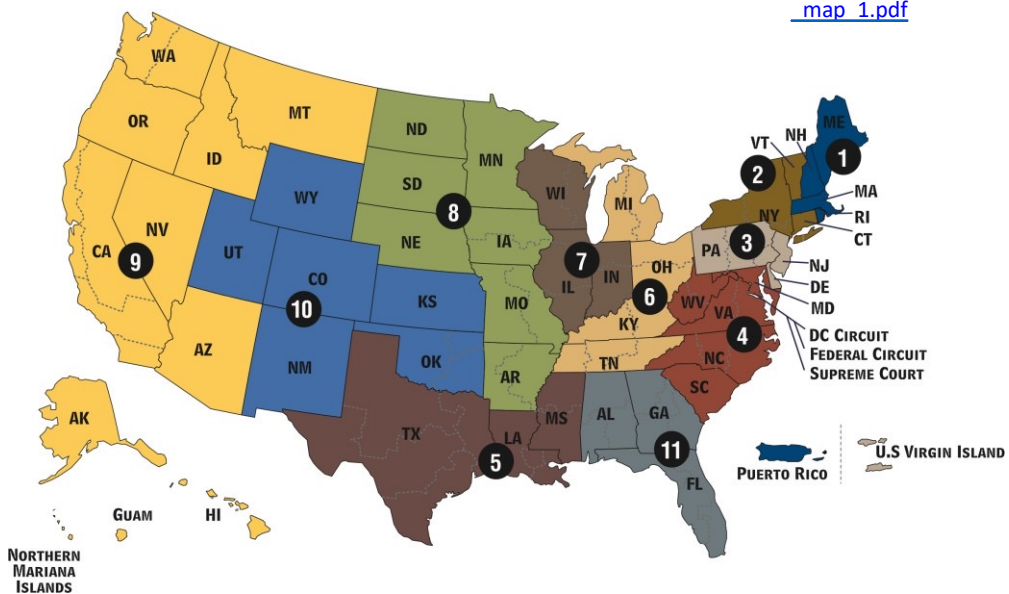 map_1.pdf
WA
OR
MT
ID
ND
MN
SD
WY
NV
CA
9
UT
NE
8
IA
WI
MI
VT
NH
ME
1
2
NY
MA
RI
CT
PA
3
NJ
DE
MD
DC CIRCUIT
FEDERAL CIRCUIT
SUPREME COURT
CO
10
KS
MO
7
IL
IN
OH
6
WV
VA
KY
4
AZ
NM
OK
AR
TN
NC
SC
TX
LA
5
MS
AL
GA
11
FL
AK
GUAM
HI
NORTHERN
MARIANA
ISLANDS
PUERTO RICO
U.S VIRGIN ISLAND